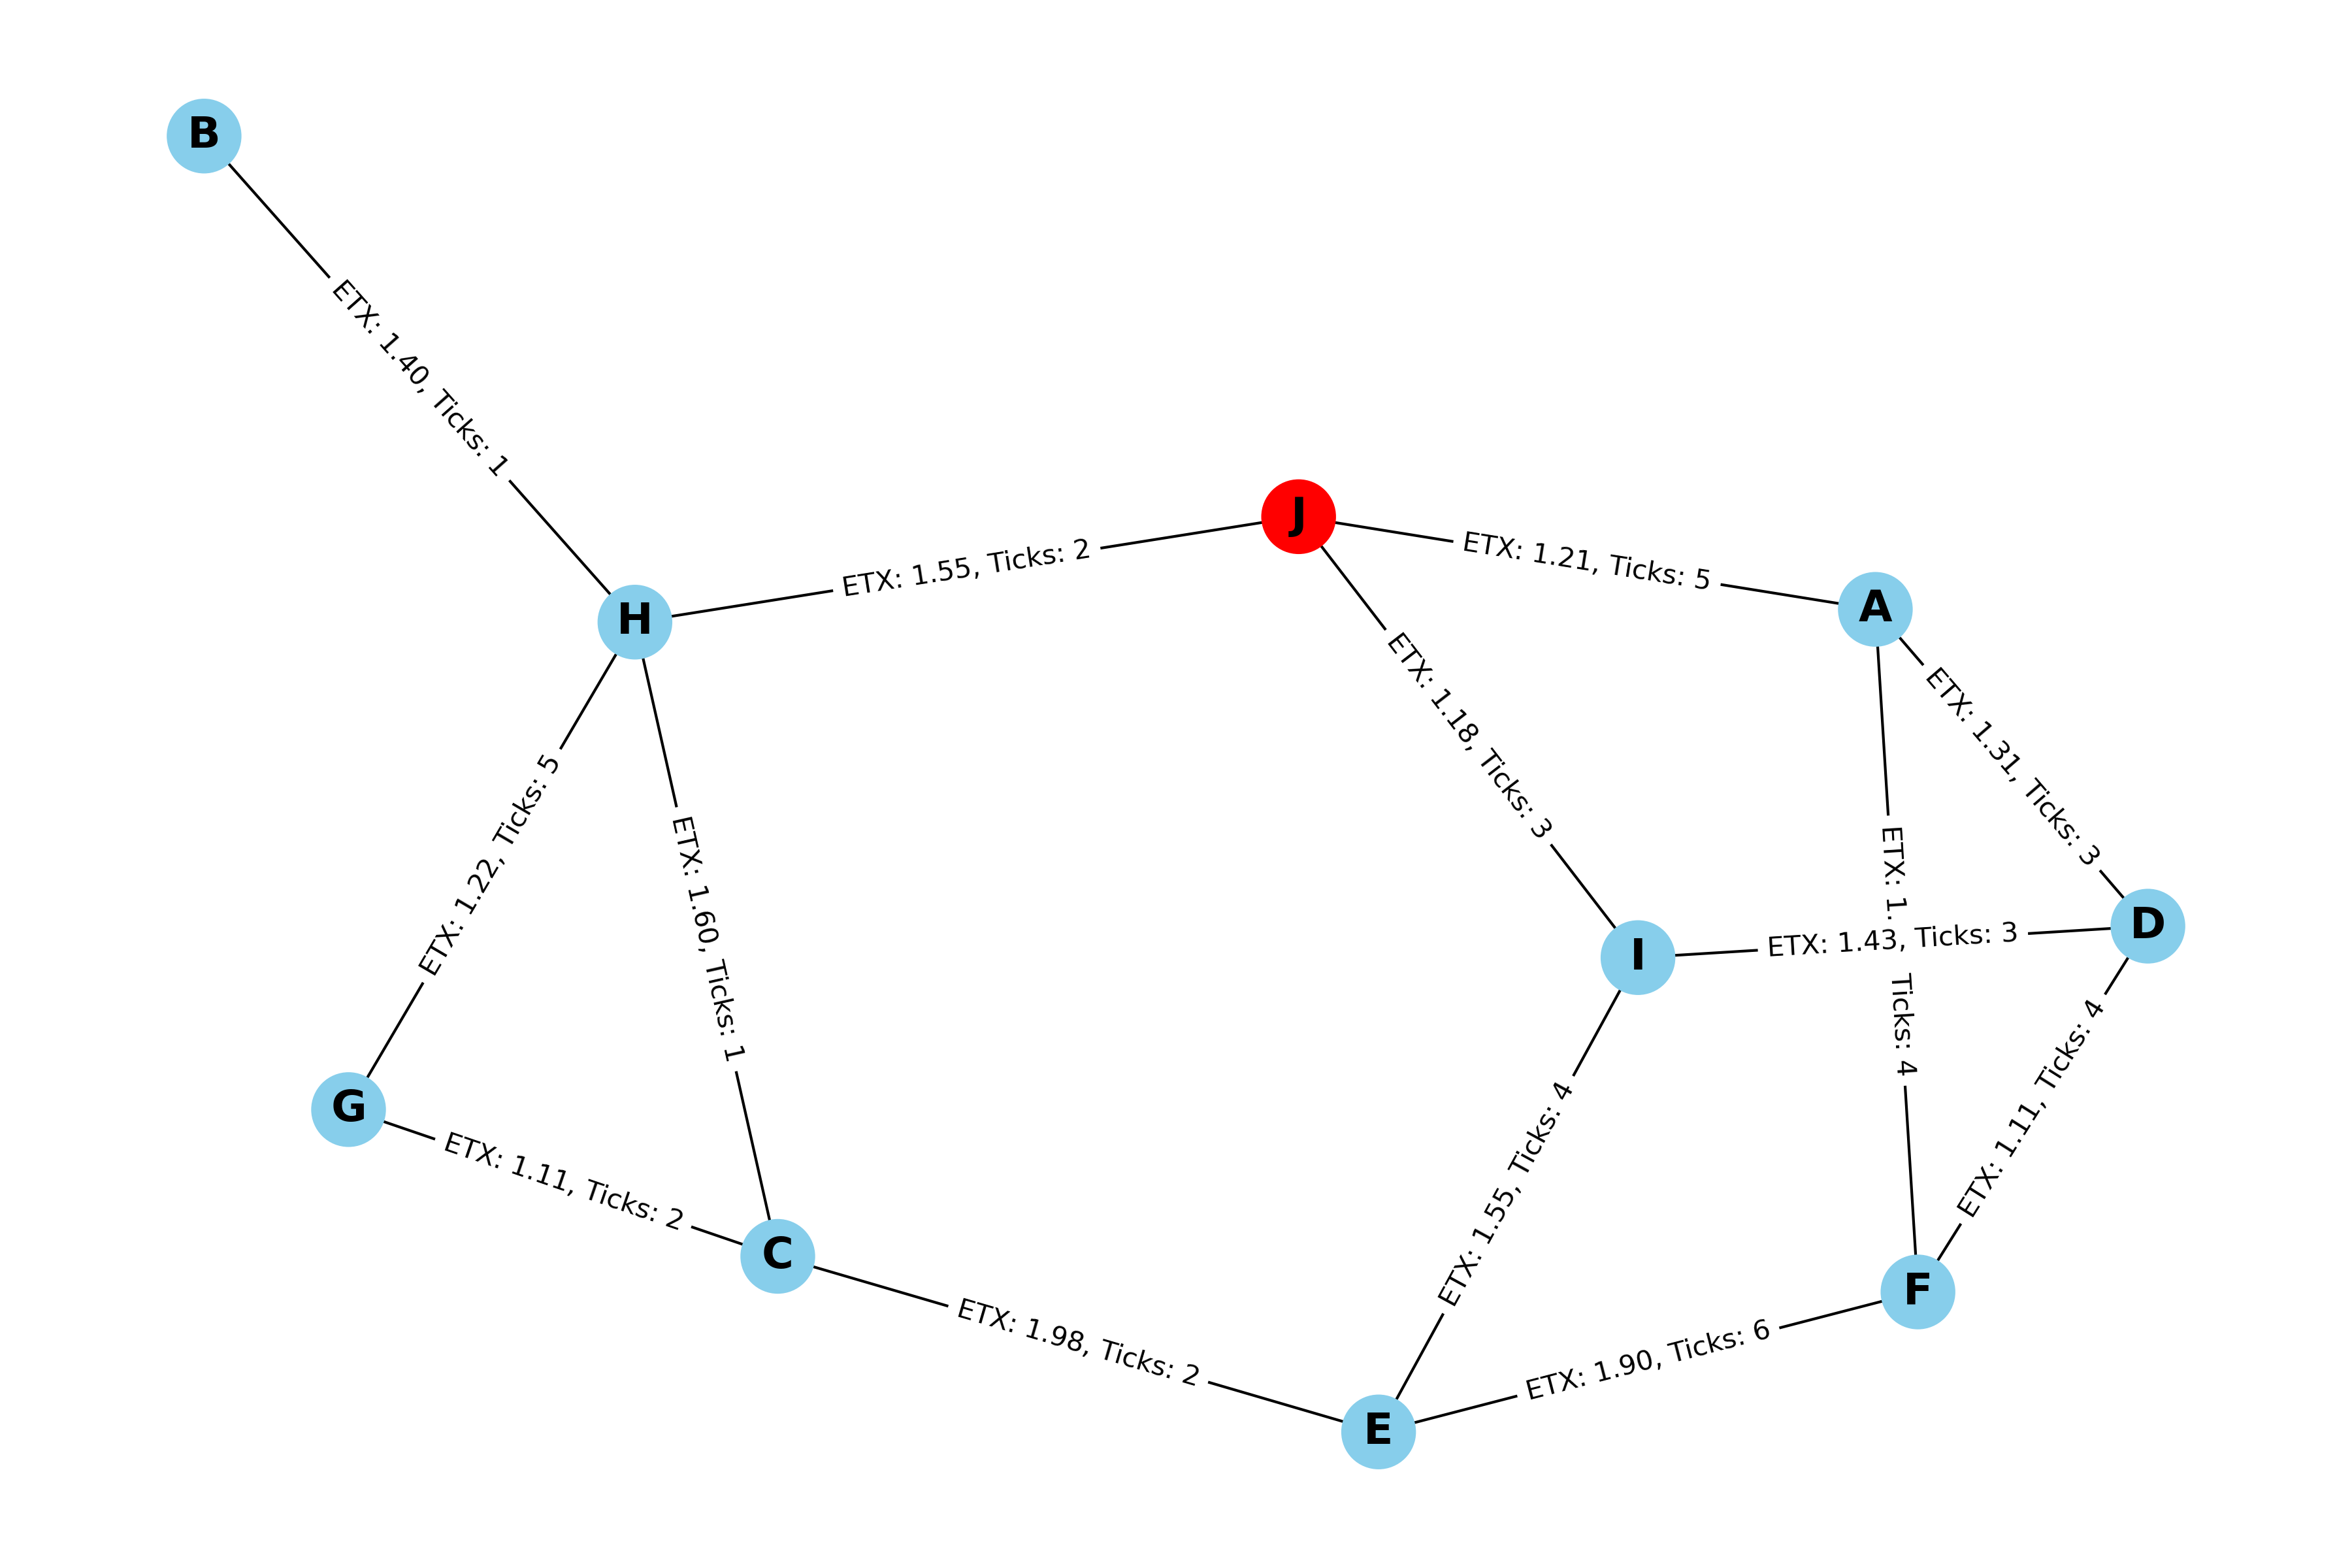 B
ETX: 1.40, Ticks: 1
J
ETX: 1.55, Ticks: 2
ETX: 1.21, Ticks: 5
H
A
ETX: 1.18, Ticks: 3
ETX: 1.31, Ticks: 3
ETX: 1.22, Ticks: 5
ETX: 1.60, Ticks: 1
ETX: 1. Ticks: 4
ETX: 1.43, Ticks: 3
D
I
ETX: 1.11, Ticks: 4
G
ETX: 1.11, Ticks: 2
ETX: 1.55, Ticks: 4
C
F
ETX: 1.98, Ticks: 2
ETX: 1.90, Ticks: 6
E